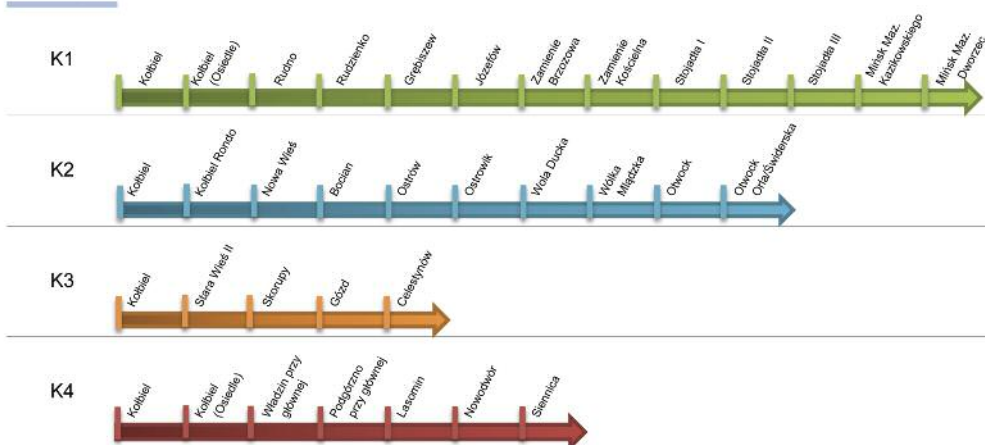 K1
Kołbiel
Kołbiel
(Osiedle)
Rudno
Rudzienko
Grębiszew
Józefów
Zamienie
Brzozowa
Zamienie
Kościelna
Stojadła I
Stojadła II
Stojadła III
Mińsk Maz.
Kazikowskiego
Mińsk Maz.
Dworzec
K2
Kołbiel
Kołbiel Rondo
Nowa Wieś
Bocian
Ostrów
Ostrowik
Wola Ducka
Wólka
Mlądzka
Otwock
Otwock
Orla/Świderska
K3
Kołbiel
Stara Wieś II
Skorupy
Gózd
Celestynów
K4
Kołbiel
Kołbiel
(Osiedle)
Władzin przy
głównej
Podgórzno
przy głównej
Lasomin
Nowodwór
Siennica